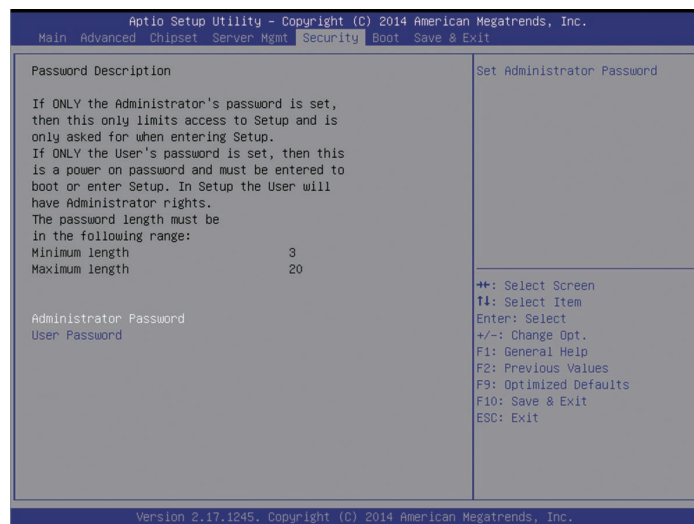 Aptio Setup Utility – Copyright (C) 2014 American Megatrends, Inc.
Main Advanced Chipset Server Mgmt Security Boot Save & Exit
Password Description
If ONLY the Administrator's password is set,
then this only limits access to Setup and is
only asked for when entering Setup.
If ONLY the User's password is set, then this
is a power on password and must be entered to
boot or enter Setup. In Setup the User will
have Administrator rights.
The password length must be
in the following range:
Minimum length 3
Maximum length 20
Administrator Password
User Password
Set Administrator Password
→←: Select Screen
↑↓: Select Item
Enter: Select
+/-: Change Opt.
F1: General Help
F2: Previous Values
F9: Optimized Defaults
F10: Save & Exit
ESC: Exit
Version 2.17.1245. Copyright (C) 2014 American Megatrends, Inc.